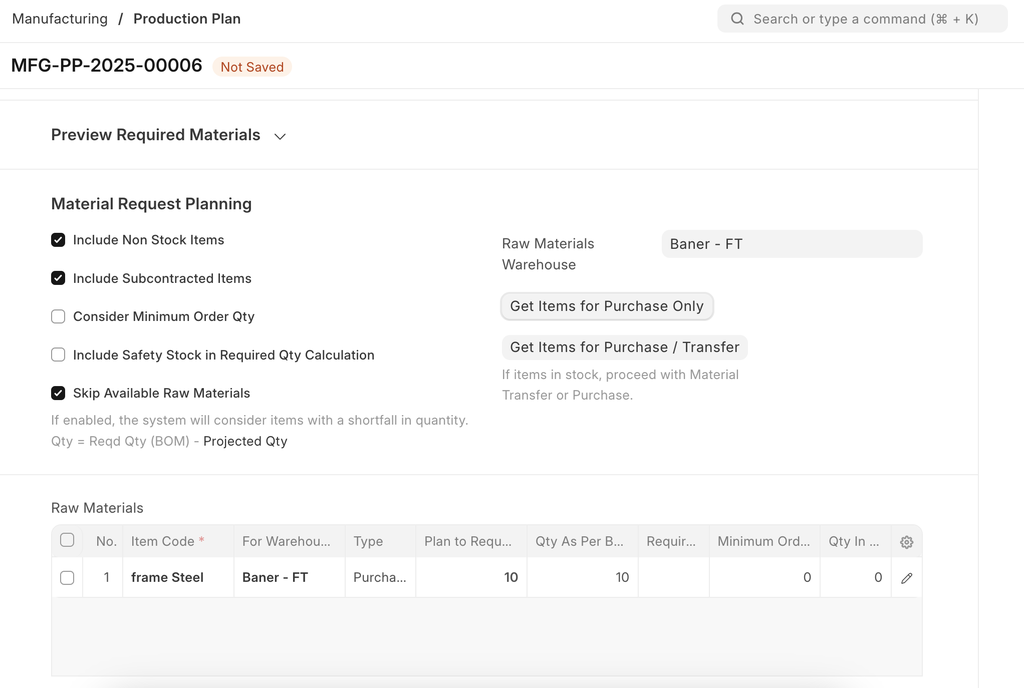 Manufacturing / Production Plan
Search or type a command (⌘ + K)
MFG-PP-2025-00006 Not Saved
Preview Required Materials
Material Request Planning
Include Non Stock Items
Include Subcontracted Items
Consider Minimum Order Qty
Include Safety Stock in Required Qty Calculation
Skip Available Raw Materials
If enabled, the system will consider items with a shortfall in quantity.
Qty = Reqd Qty (BOM) - Projected Qty
Raw Materials
Warehouse
Baner - FT
Get Items for Purchase Only
Get Items for Purchase / Transfer
If items in stock, proceed with Material
Transfer or Purchase.
Raw Materials
No. Item Code * For Warehou... Type Plan to Requ... Qty As Per B... Requir... Minimum Ord... Qty In ...
1 frame Steel Baner - FT Purcha... 10 10 0 0